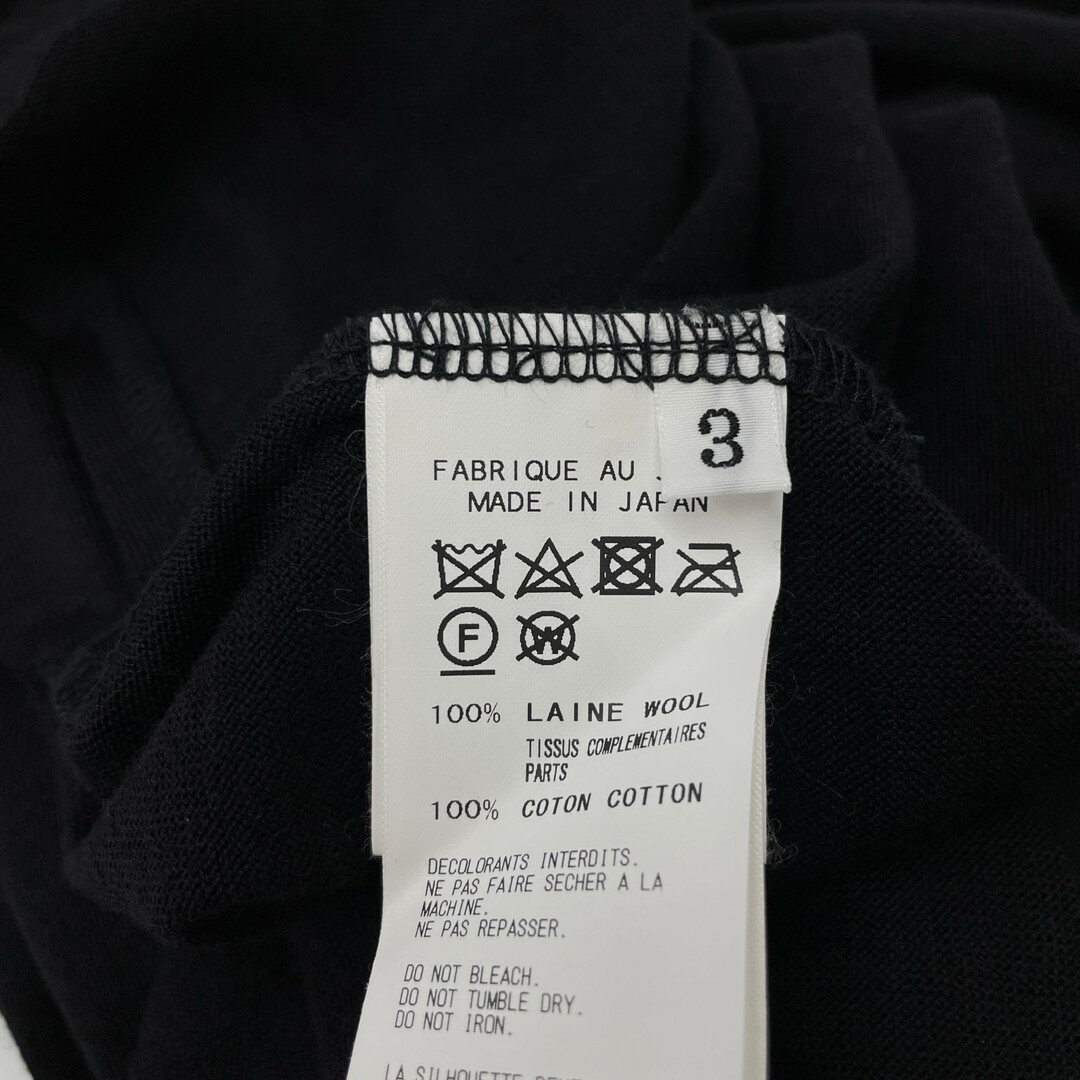 3
FABRIQUE AU
MADE IN JAPAN
F
W
100% LAINE WOOL
TISSUS COMPLEMENTAIRES
PARTS
100% COTON COTTON
DECOLORANTS INTERDITS.
NE PAS FAIRE SECHER A LA
MACHINE.
NE PAS REPASSER.
DO NOT BLEACH.
DO NOT TUMBLE DRY.
DO NOT IRON.
LA SILHOUETTE